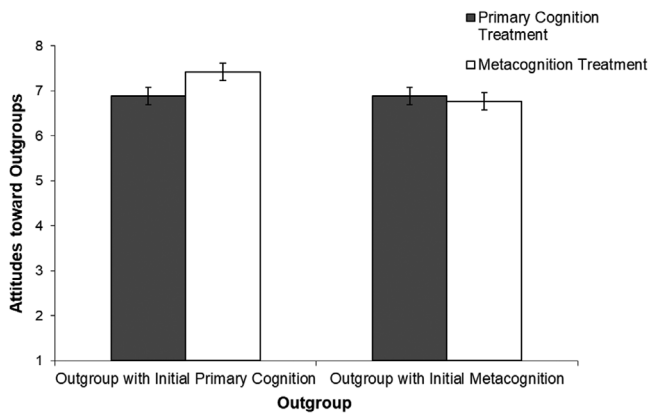 Primary Cognition
Treatment
Metacognition Treatment
8
7
6
5
4
3
2
1
Attitudes toward Outgroups
Outgroup with Initial Primary Cognition
Outgroup with Initial Metacognition
Outgroup